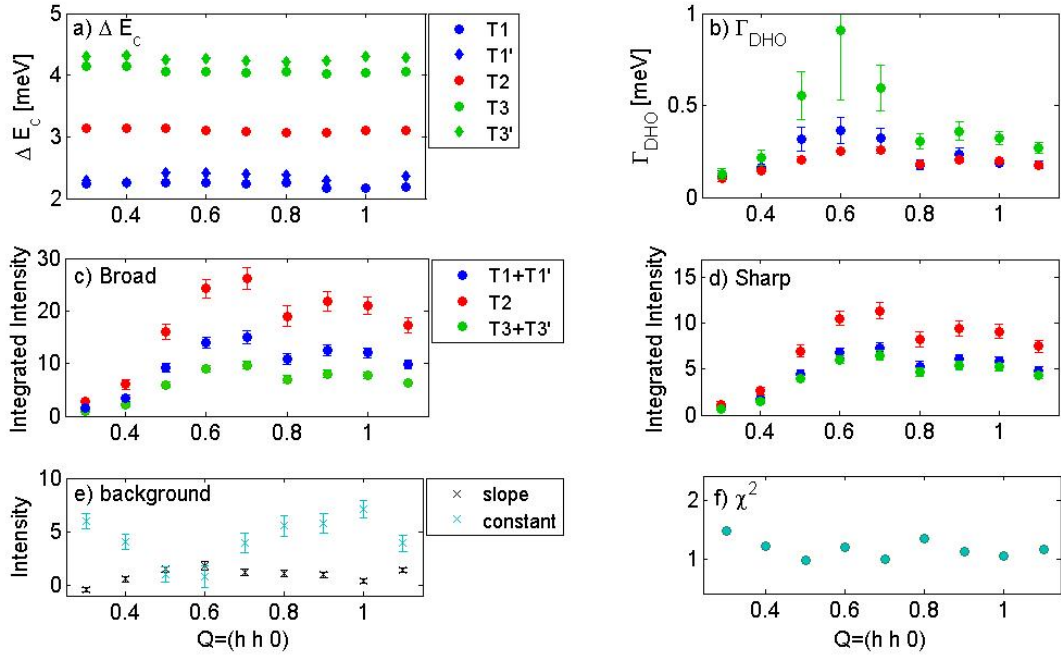 a) Δ E_C
Δ E_C [meV]
5
4
3
2
0.4 0.6 0.8 1
T1
T1'
T2
T3
T3'
b) Γ_DHO
Γ_DHO [meV]
1
0.5
0
0.4 0.6 0.8 1
c) Broad
Integrated Intensity
30
20
10
0
0.4 0.6 0.8 1
T1+T1'
T2
T3+T3'
d) Sharp
Integrated Intensity
15
10
5
0
0.4 0.6 0.8 1
e) background
Intensity
10
5
0
0.4 0.6 0.8 1
Q=(h h 0)
slope
constant
f) χ²
2
1
0.4 0.6 0.8 1
Q=(h h 0)